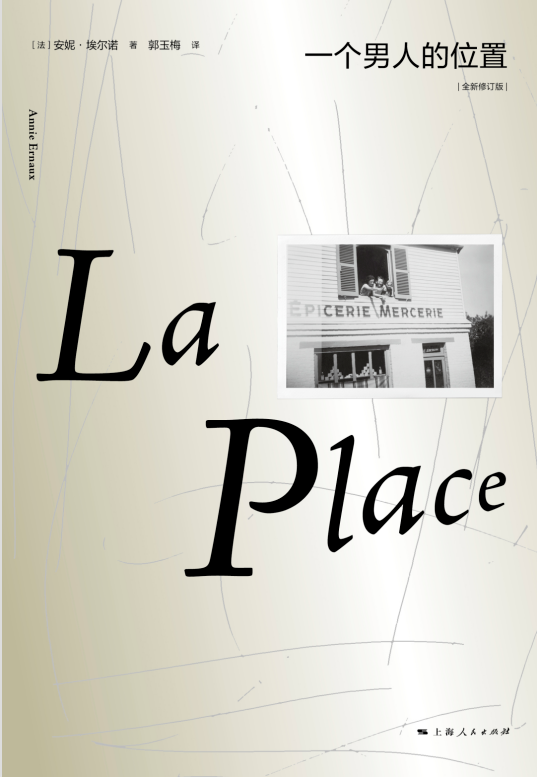 [法]安妮·埃尔诺 著 郭玉梅 译
一个男人的位置
|全新修订版|
Annie Ernaux
La
ÉPICERIE MERCERIE
Place
上海人民出版社